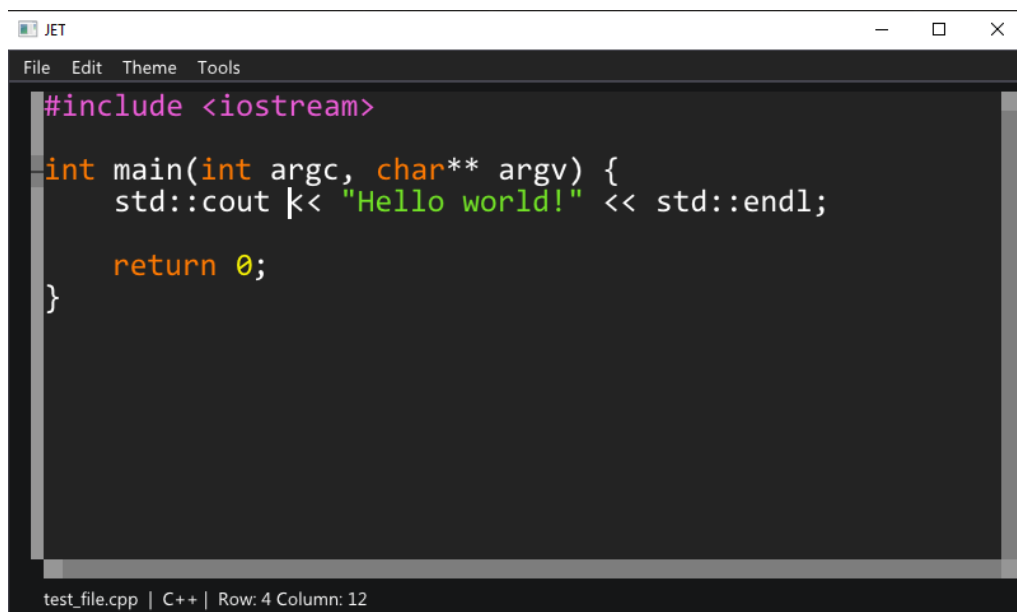 JET
File Edit Theme Tools
#include <iostream>
int main(int argc, char** argv) {
    std::cout << "Hello world!" << std::endl;
    return 0;
}
test_file.cpp | C++ | Row: 4 Column: 12